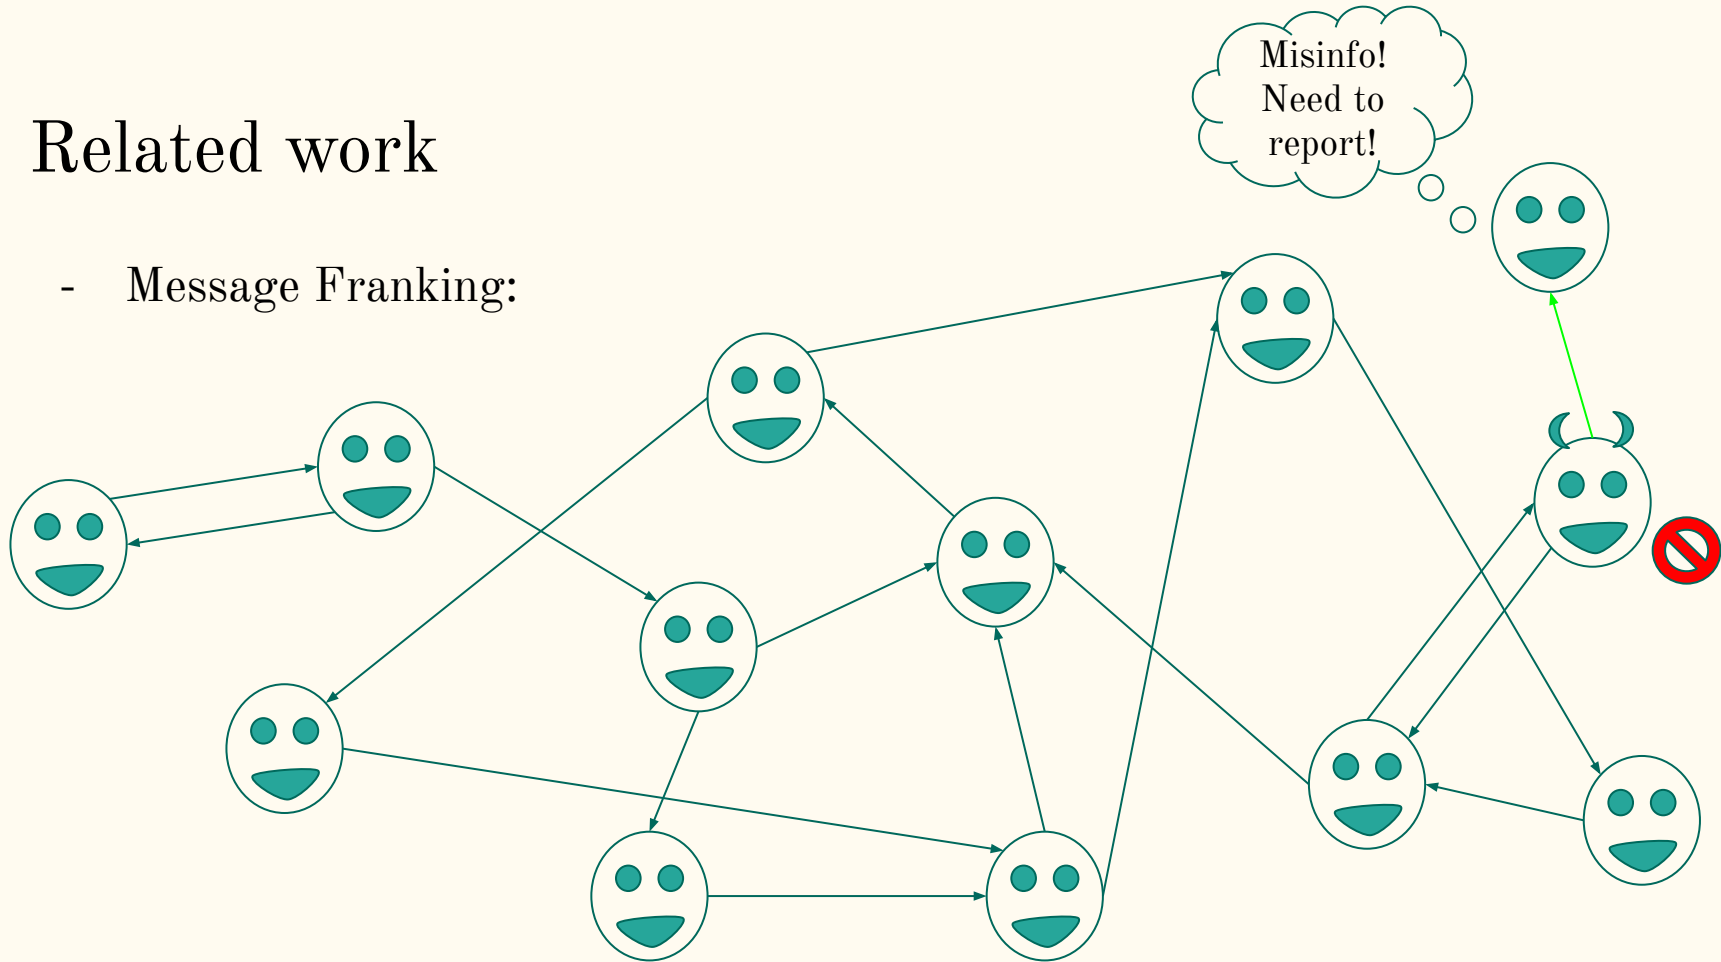 Misinfo!
Need to
report!
Related work
- Message Franking: